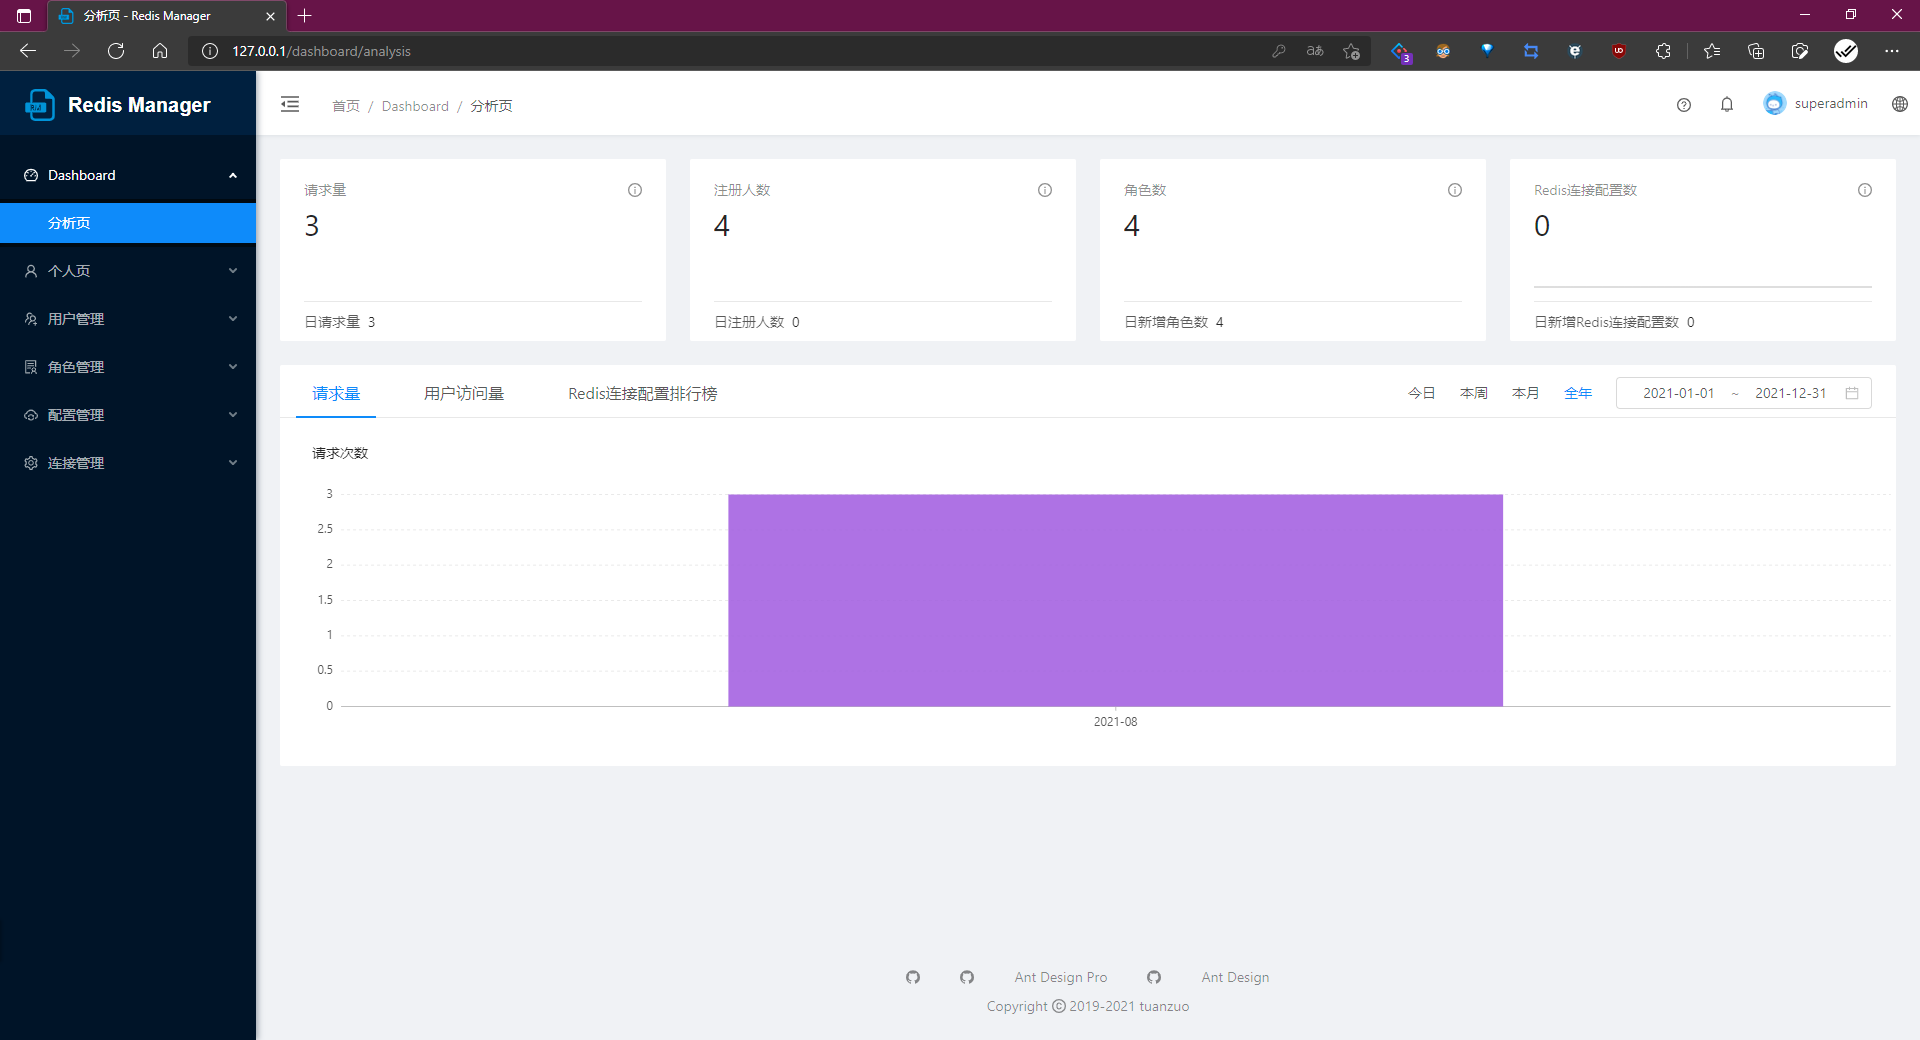 分析页 - Redis Manager
127.0.0.1/dashboard/analysis
aあ
3
UD
RM
Redis Manager
首页 / Dashboard / 分析页
superadmin
Dashboard
分析页
个人页
用户管理
角色管理
配置管理
连接管理
请求量
3
日请求量 3
注册人数
4
日注册人数 0
角色数
4
日新增角色数 4
Redis连接配置数
0
日新增Redis连接配置数 0
请求量 用户访问量 Redis连接配置排行榜
今日 本周 本月 全年 2021-01-01 ~ 2021-12-31
请求次数
3
2.5
2
1.5
1
0.5
0
2021-08
Ant Design Pro Ant Design
Copyright © 2019-2021 tuanzuo